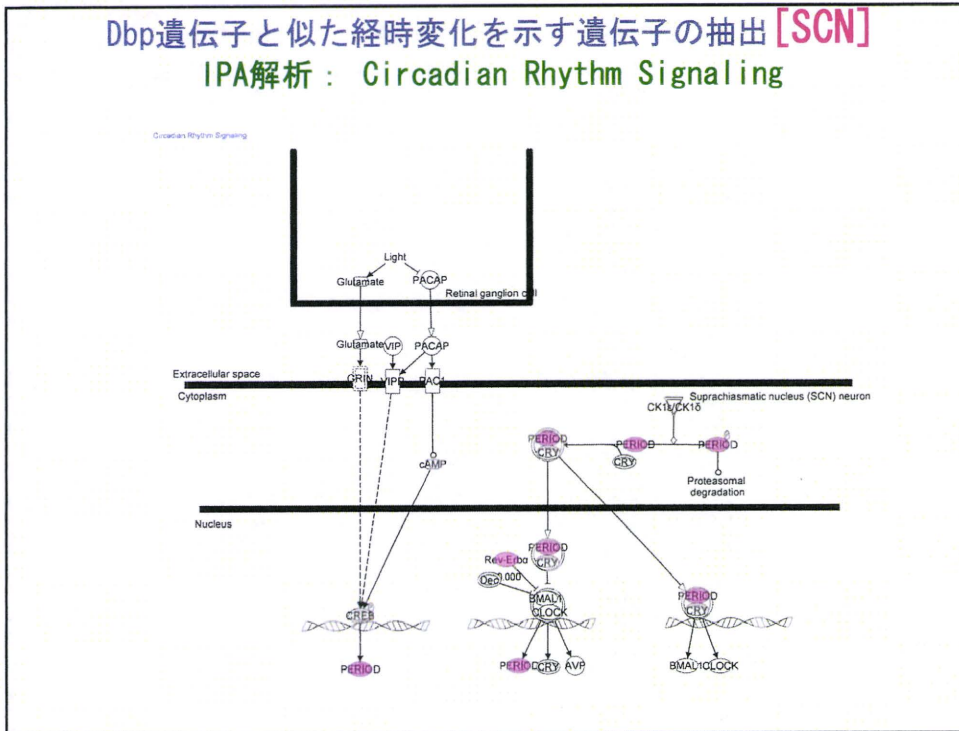 Dbp遺伝子と似た経時変化を示す遺伝子の抽出[SCN]
IPA解析： Circadian Rhythm Signaling
Circadian Rhythm Signaling
Light
Glutamate
PACAP
Retinal ganglion cell
Glutamate
VIP
PACAP
Extracellular space
GRIN
VIPR
PAC1
Cytoplasm
Suprachiasmatic nucleus (SCN) neuron
CK1ε/CK1δ
PERIOD
CRY
PERIOD
CRY
PERIOD
cAMP
Proteasomal
degradation
Nucleus
PERIOD
CRY
Rev-Erbα
0.000
BMAL1
CLOCK
CREB
PERIOD
CRY
PERIOD
PERIOD
CRY
AVP
BMAL1
CLOCK